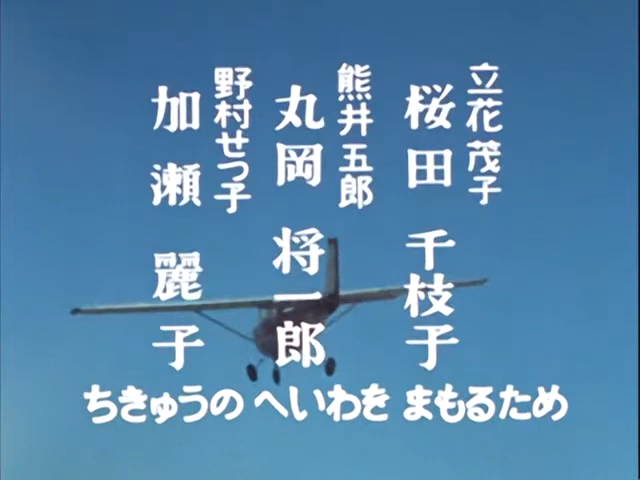 立花茂子
桜田千枝子
熊井五郎
丸岡将一郎
野村せつ子
加瀬麗子
ちきゅうの へいわを まもるため